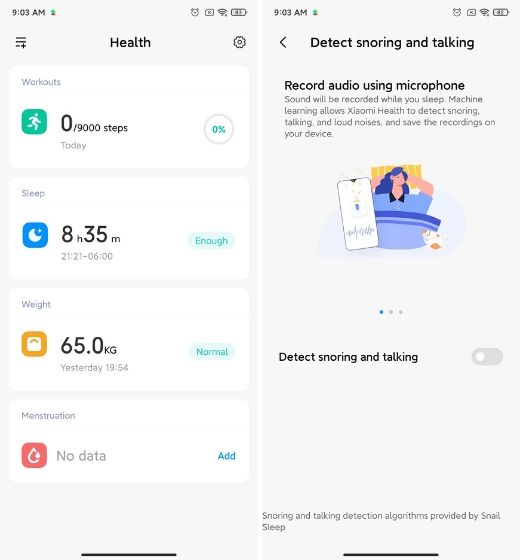 9:03 AM
83
Health
Workouts
0/9000 steps
0%
Today
Sleep
8 h 35 m
Enough
21:21–06:00
Weight
65.0KG
Normal
Yesterday 19:54
Menstruation
No data
Add
9:03 AM
82
Detect snoring and talking
Record audio using microphone
Sound will be recorded while you sleep. Machine
learning allows Xiaomi Health to detect snoring,
talking, and loud noises, and save the recordings on
your device.
Detect snoring and talking
Snoring and talking detection algorithms provided by Snail
Sleep